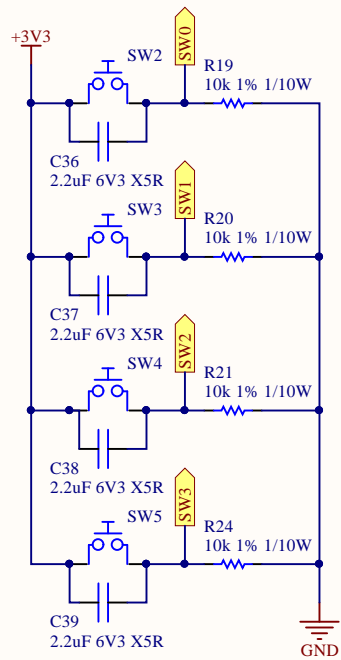 +3V3
SW0
SW2
R19
10k 1% 1/10W
C36
2.2uF 6V3 X5R
SW1
SW3
R20
10k 1% 1/10W
C37
2.2uF 6V3 X5R
SW2
SW4
R21
10k 1% 1/10W
C38
2.2uF 6V3 X5R
SW3
SW5
R24
10k 1% 1/10W
C39
2.2uF 6V3 X5R
GND